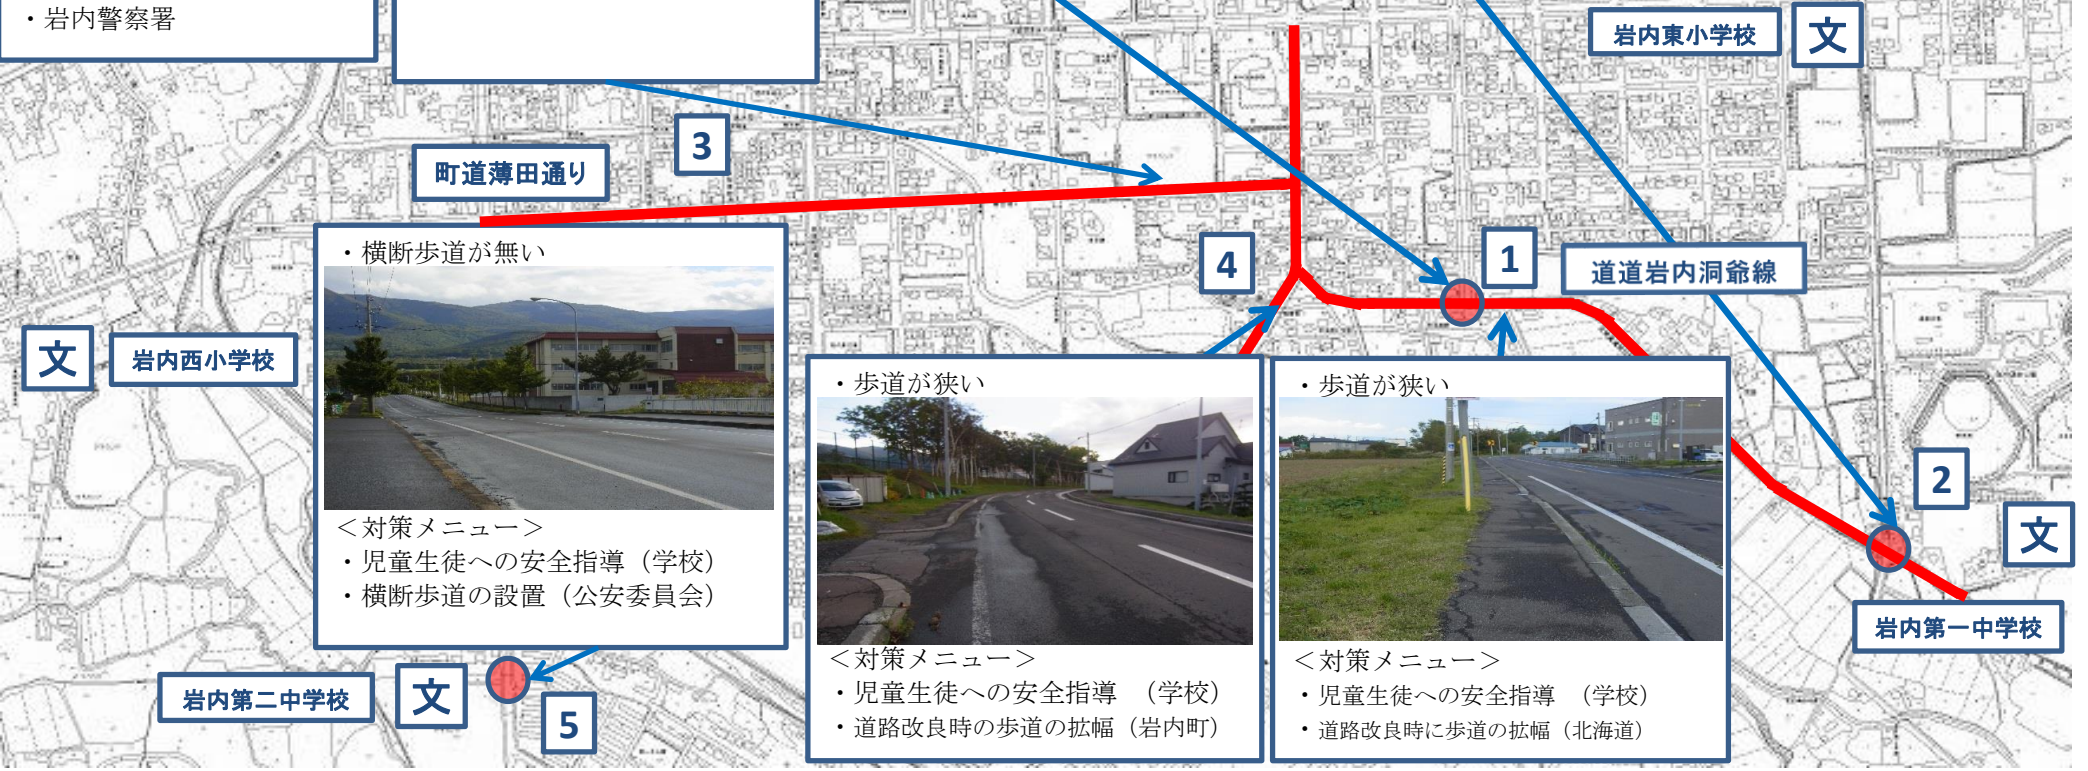 ・岩内警察署
岩内東小学校
文
3
町道薄田通り
4
1
道道岩内洞爺線
・横断歩道が無い
＜対策メニュー＞
・児童生徒への安全指導（学校）
・横断歩道の設置（公安委員会）
文
岩内西小学校
・歩道が狭い
＜対策メニュー＞
・児童生徒への安全指導　（学校）
・道路改良時の歩道の拡幅（岩内町）
・歩道が狭い
＜対策メニュー＞
・児童生徒への安全指導　（学校）
・道路改良時に歩道の拡幅（北海道）
2
文
岩内第一中学校
岩内第二中学校
文
5